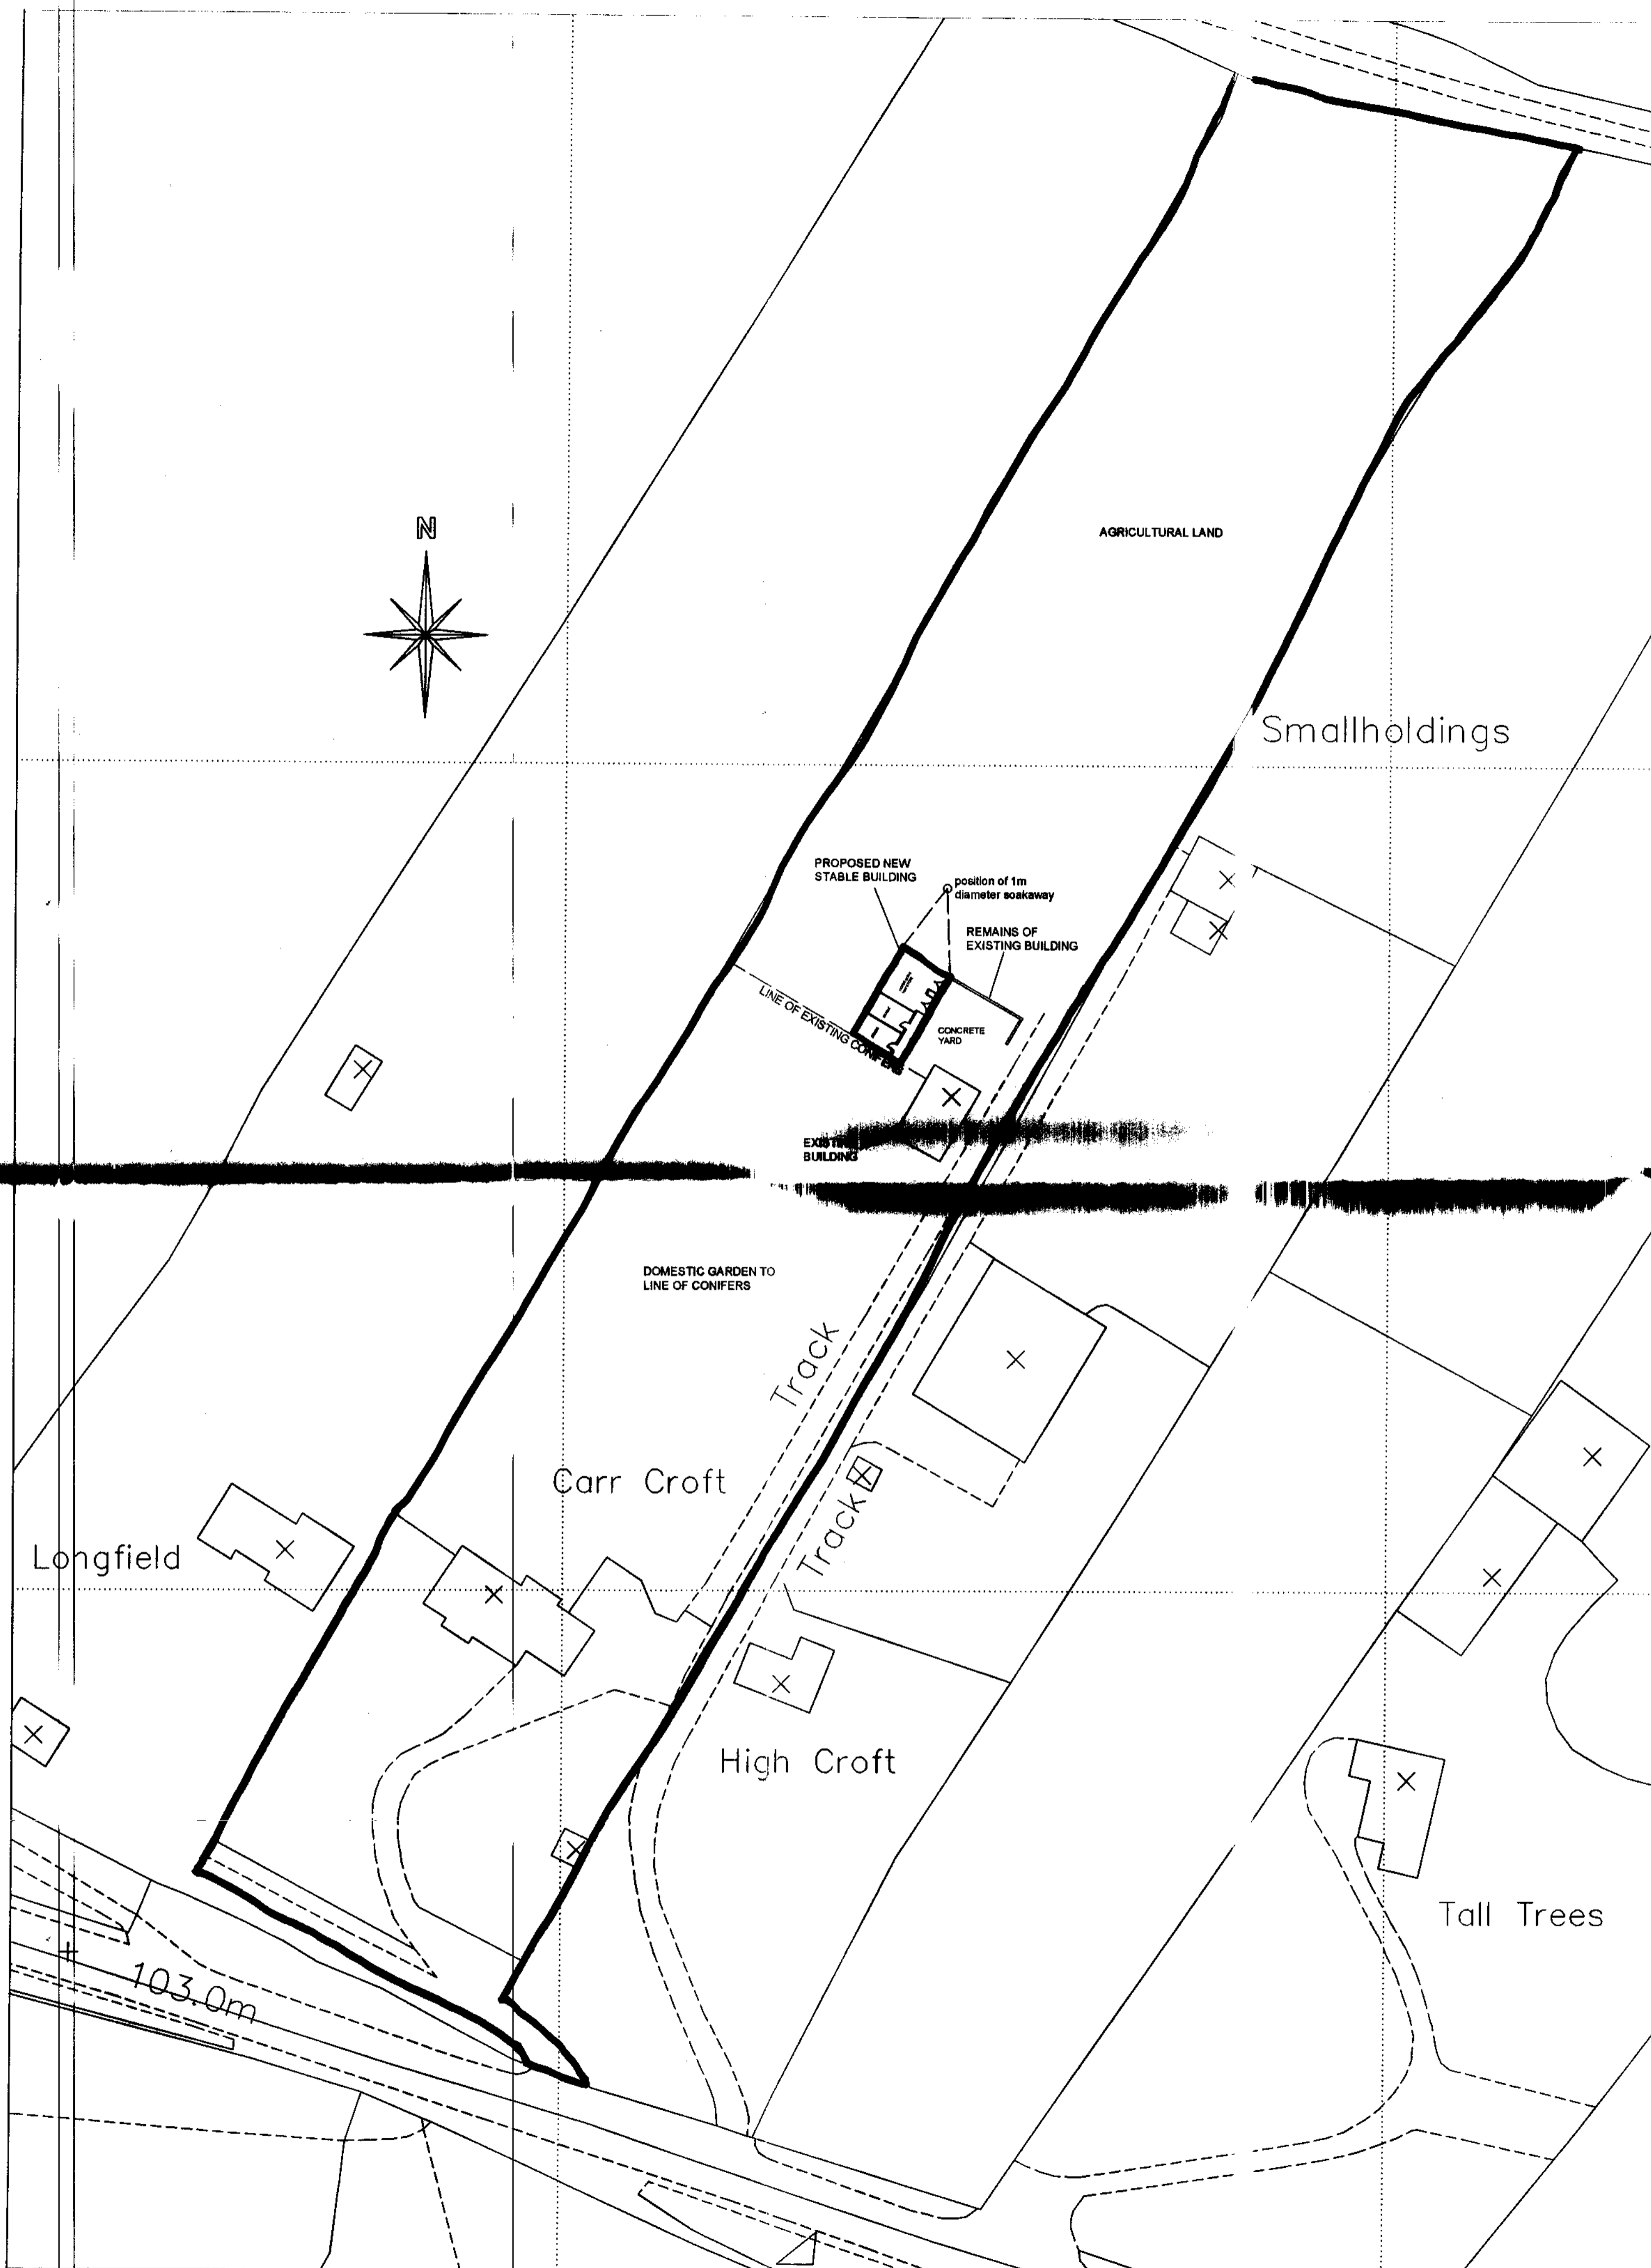 N
AGRICULTURAL LAND
Smallholdings
PROPOSED NEW
STABLE BUILDING
position of 1m
diameter soakaway
REMAINS OF
EXISTING BUILDING
LINE OF EXISTING CONIFERS
CONCRETE
YARD
EXISTING
BUILDING
DOMESTIC GARDEN TO
LINE OF CONIFERS
Track
Track
Carr Croft
Longfield
High Croft
Tall Trees
103.0m